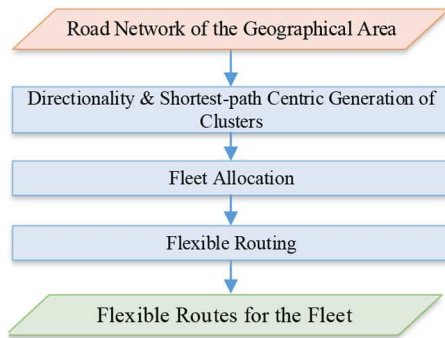 Road Network of the Geographical Area
Directionality & Shortest-path Centric Generation of
Clusters
Fleet Allocation
Flexible Routing
Flexible Routes for the Fleet